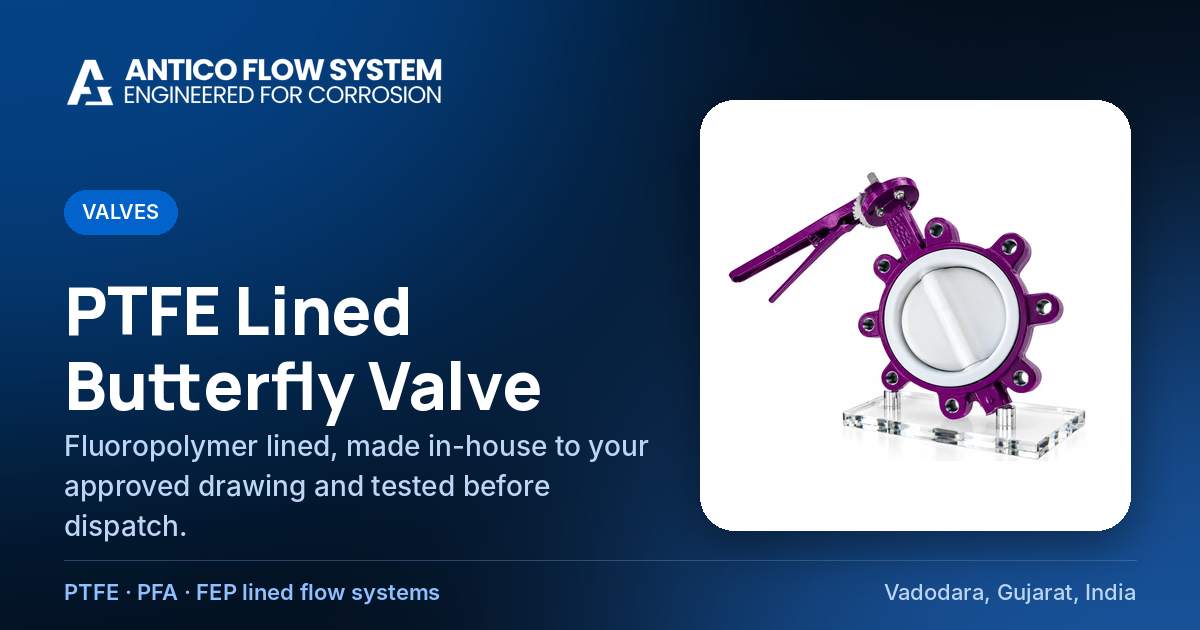 ANTICO FLOW SYSTEM
ENGINEERED FOR CORROSION
VALVES
PTFE Lined
Butterfly Valve
Fluoropolymer lined, made in-house to your
approved drawing and tested before
dispatch.
PTFE · PFA · FEP lined flow systems
Vadodara, Gujarat, India